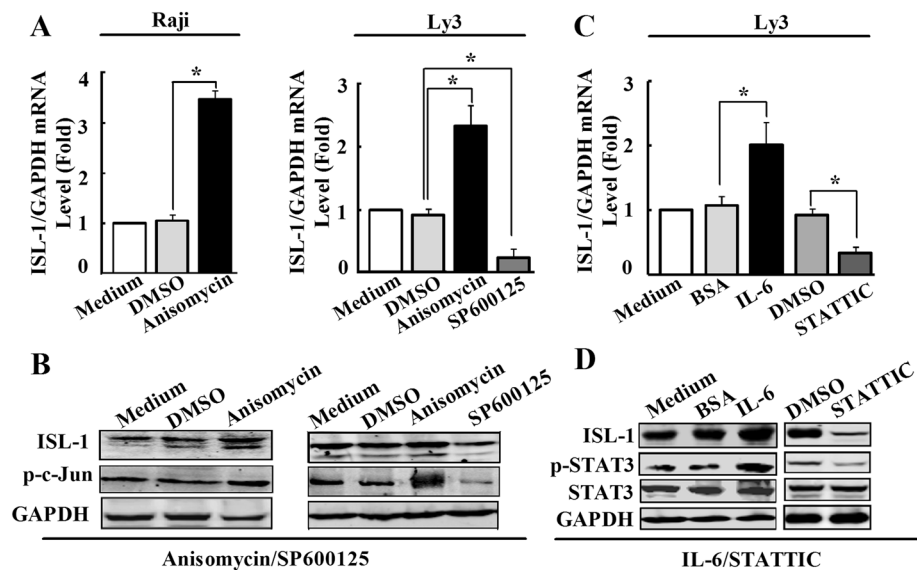 A
Raji
ISL-1/GAPDH mRNA
Level (Fold)
4
3
2
1
0
*
Medium
DMSO
Anisomycin
Ly3
ISL-1/GAPDH mRNA
Level (Fold)
3
2
1
0
*
*
Medium
DMSO
Anisomycin
SP600125
C
Ly3
ISL-1/GAPDH mRNA
Level (Fold)
3
2
1
0
*
*
Medium
BSA
IL-6
DMSO
STATTIC
B
Medium
DMSO
Anisomycin
Medium
DMSO
Anisomycin
SP600125
ISL-1
p-c-Jun
GAPDH
Anisomycin/SP600125
D
Medium
BSA
IL-6
DMSO
STATTIC
ISL-1
p-STAT3
STAT3
GAPDH
IL-6/STATTIC